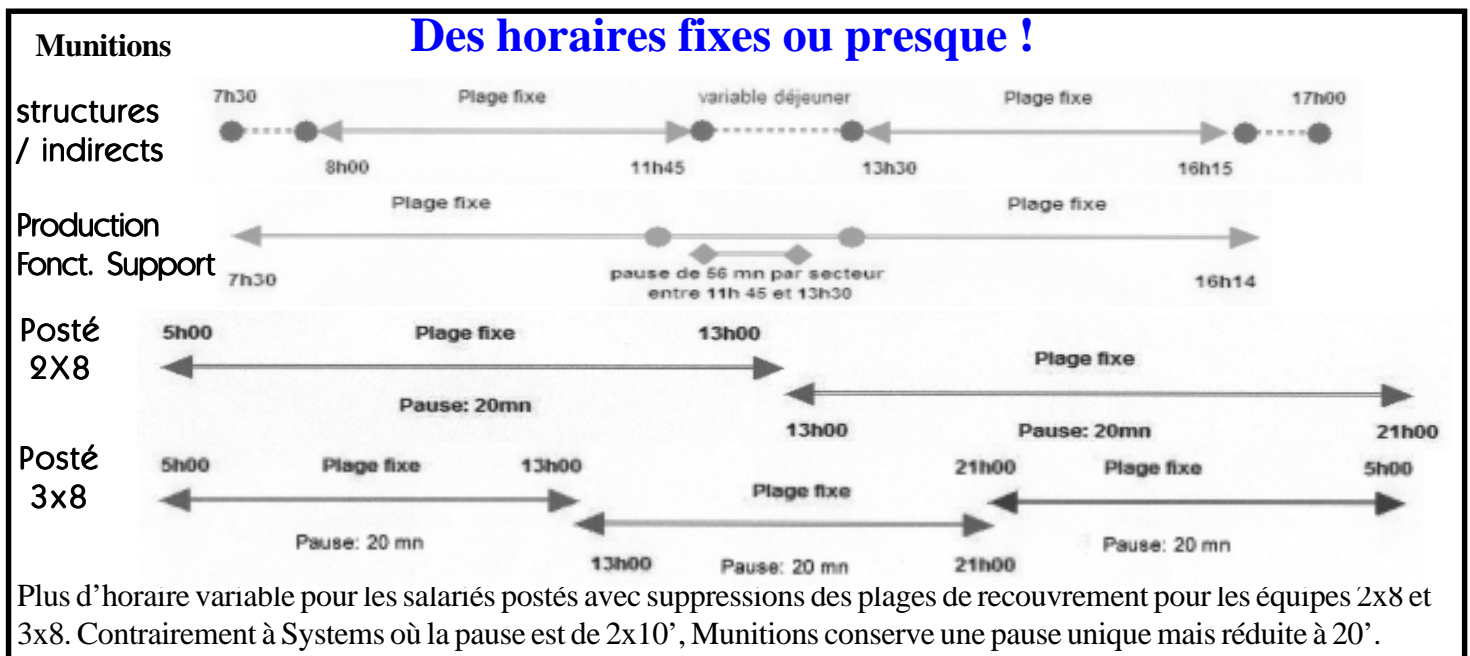 Munitions
Des horaires fixes ou presque !
structures
/ indirects
7h30 Plage fixe variable déjeuner Plage fixe 17h00
8h00 11h45 13h30 16h15
Production
Fonct. Support
Plage fixe Plage fixe
7h30 pause de 56 mn par secteur 16h14
entre 11h 45 et 13h30
Posté
2X8
5h00 Plage fixe 13h00
Plage fixe
Pause: 20mn
13h00 Pause: 20mn 21h00
Posté
3x8
5h00 Plage fixe 13h00 21h00 Plage fixe 5h00
Plage fixe
Pause: 20 mn Pause: 20 mn
13h00 Pause: 20 mn 21h00
Plus d’horaire variable pour les salariés postés avec suppressions des plages de recouvrement pour les équipes 2x8 et
3x8. Contrairement à Systems où la pause est de 2x10’, Munitions conserve une pause unique mais réduite à 20’.